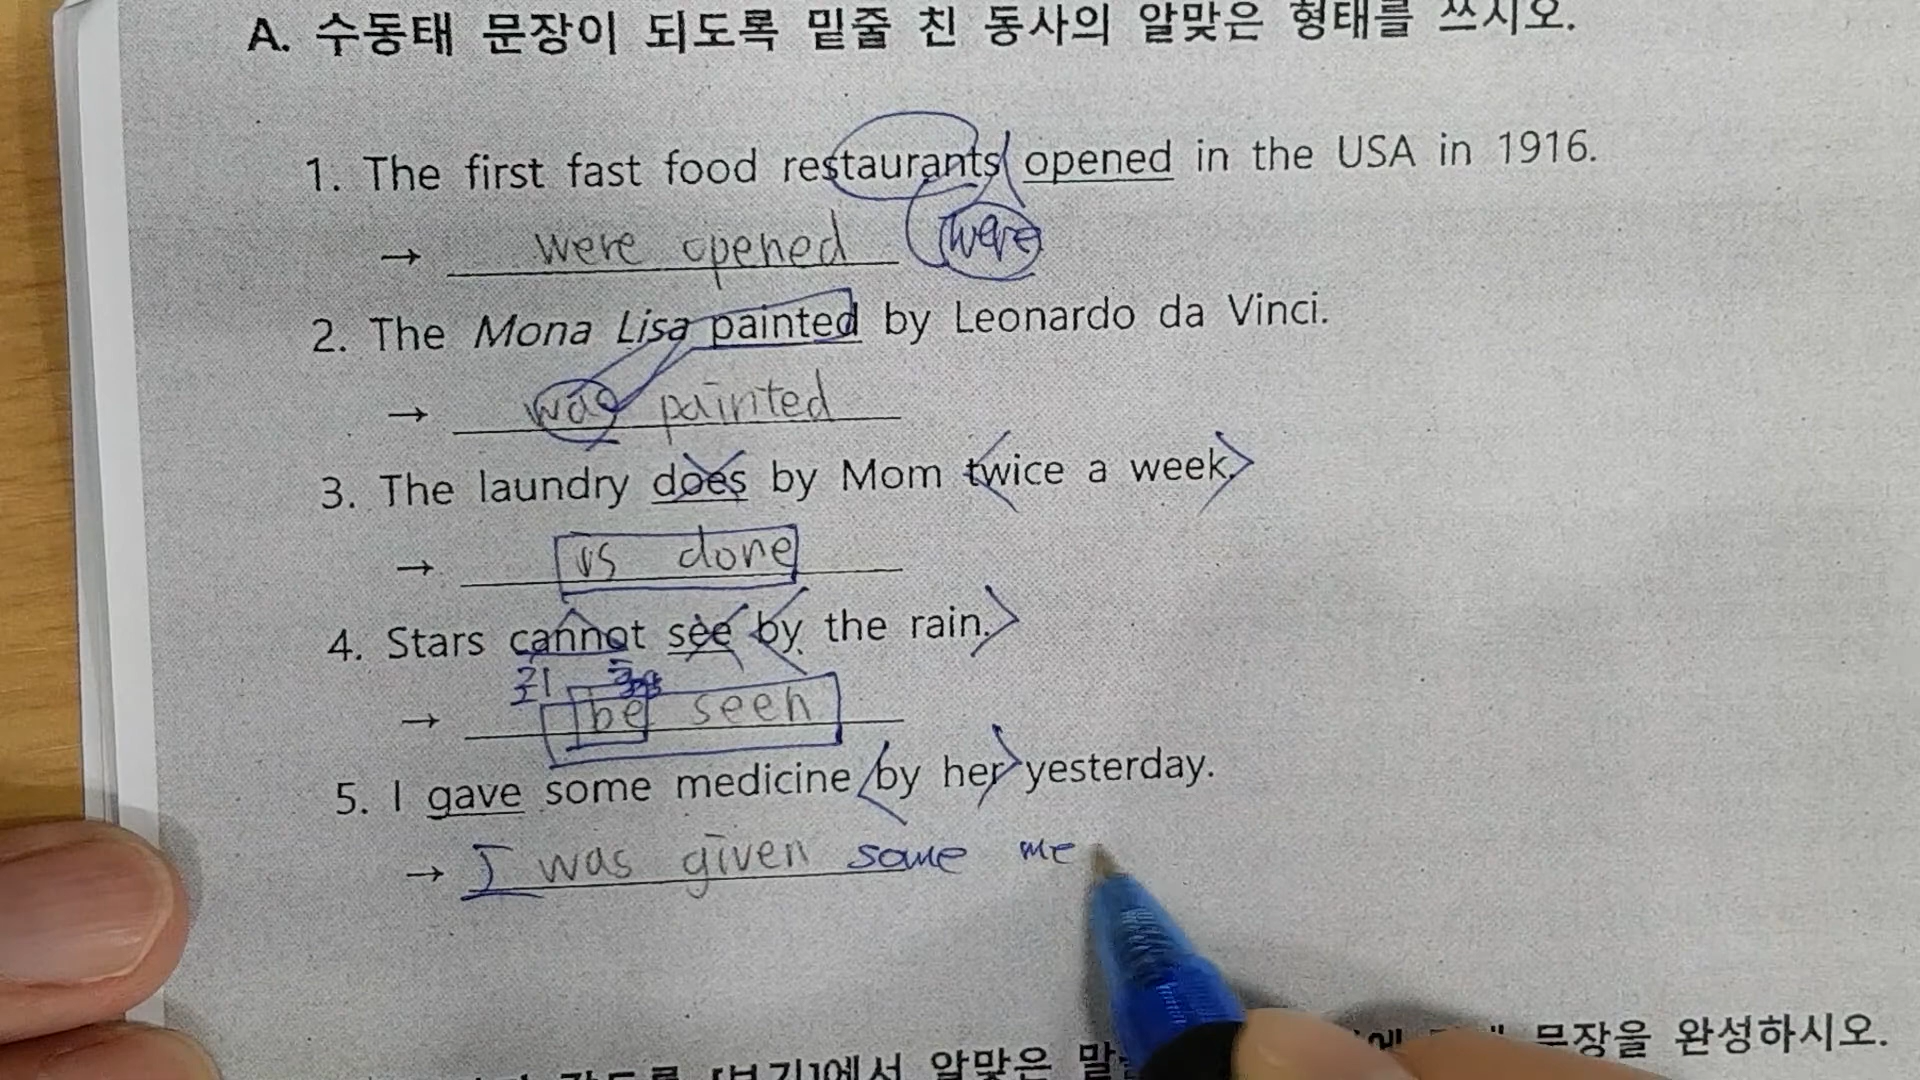 A. 수동태 문장이 되도록 밑줄 친 동사의 알맞은 형태를 쓰시오.
1. The first fast food restaurants opened in the USA in 1916.
→ were opened were
2. The Mona Lisa painted by Leonardo da Vinci.
→ was painted
3. The laundry does by Mom twice a week.
→ is done
4. Stars cannot see by the rain.
→ be seen
5. I gave some medicine by her yesterday.
→ I was given some me
알맞은 문장을 완성하시오.